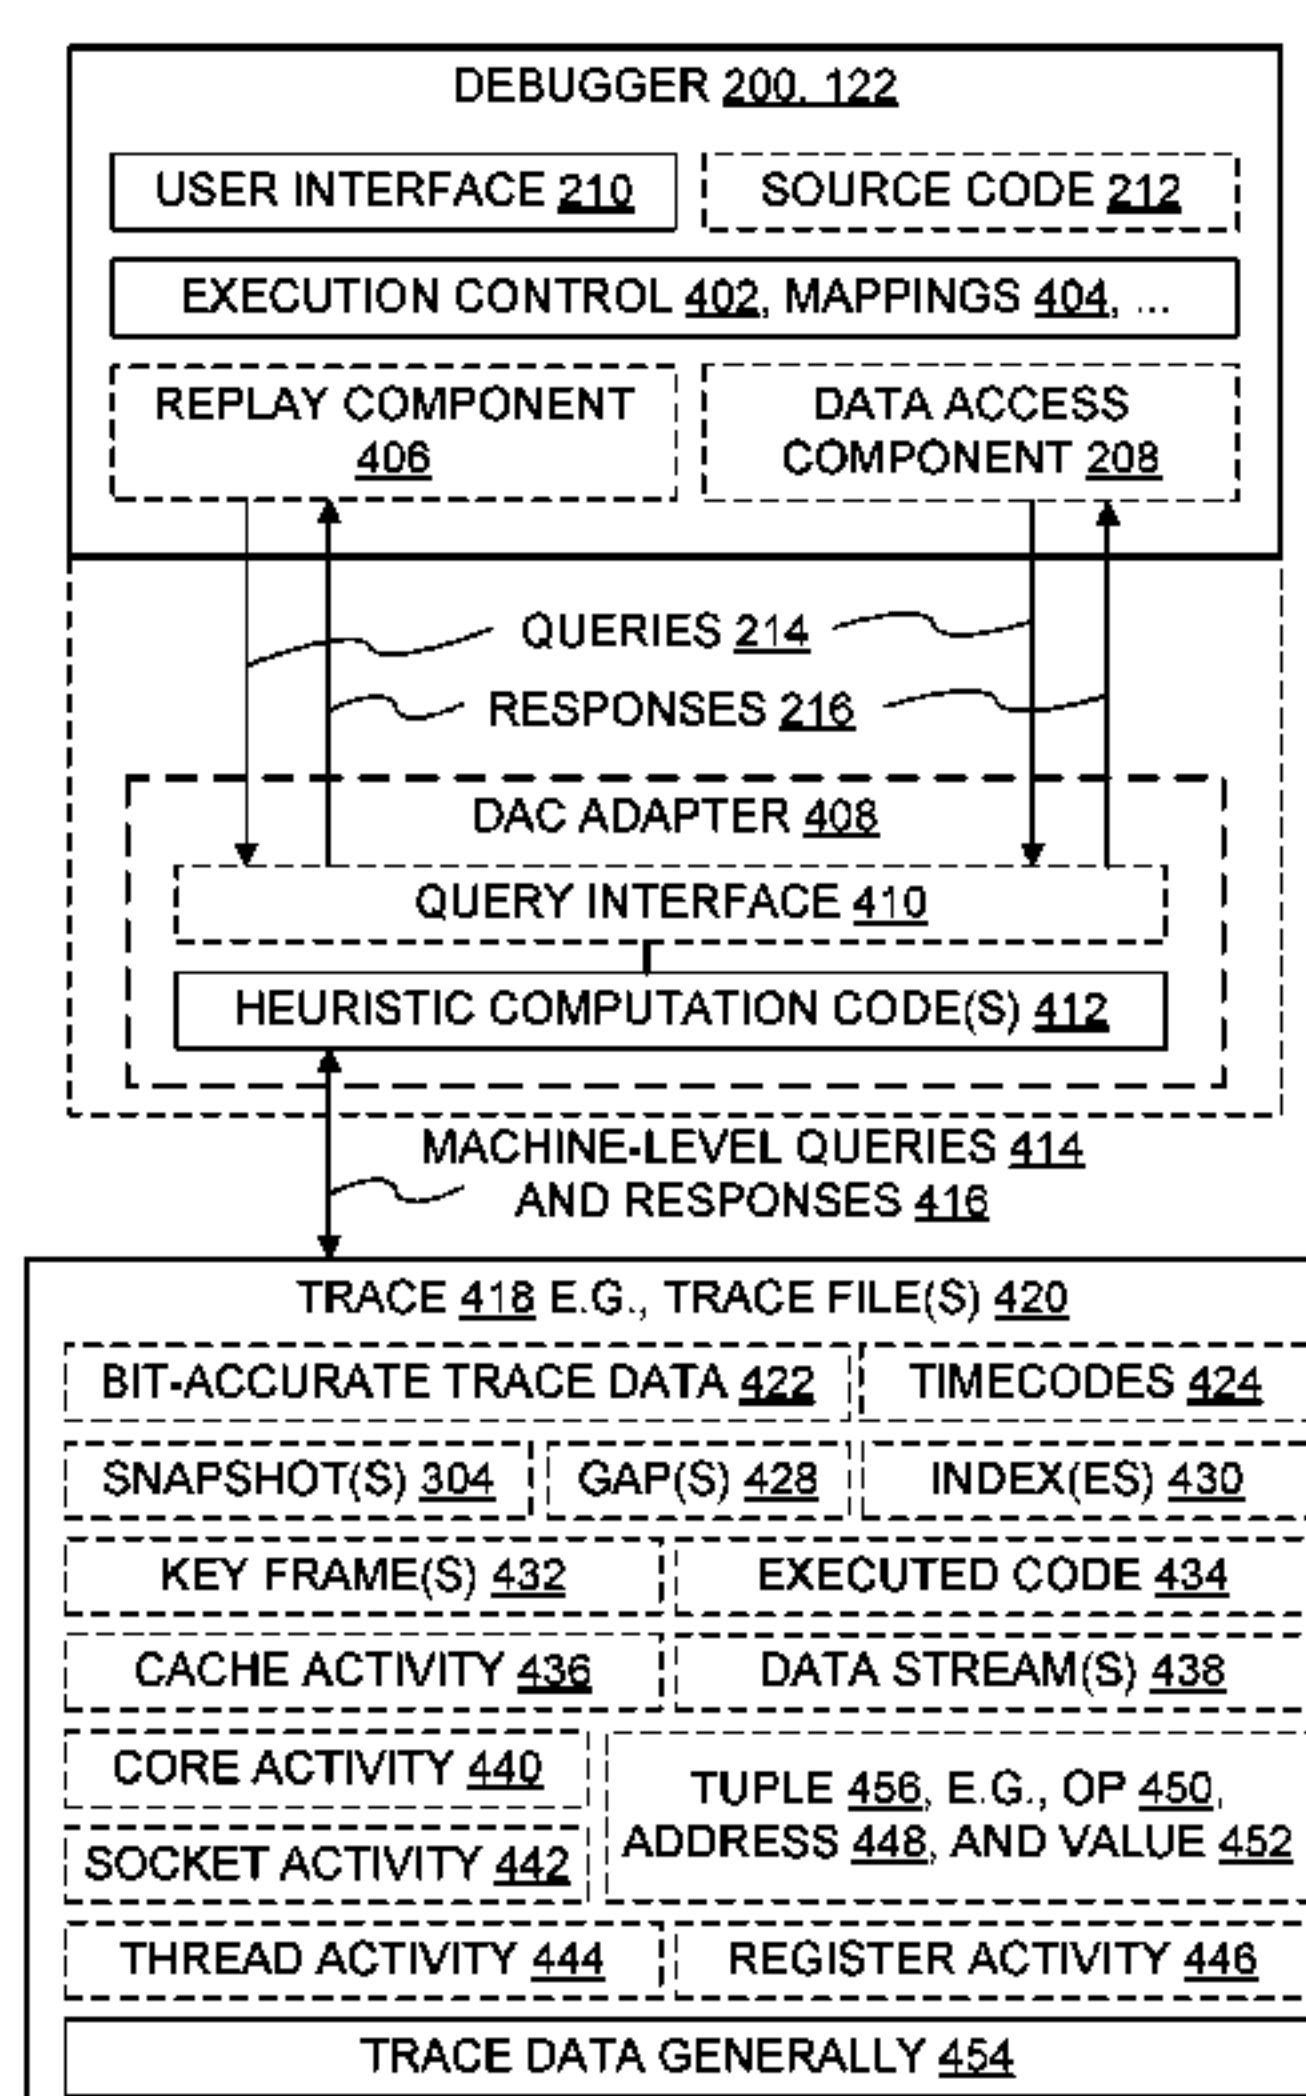 DEBUGGER 200, 122
USER INTERFACE 210
SOURCE CODE 212
EXECUTION CONTROL 402, MAPPINGS 404, ...
REPLAY COMPONENT
406
DATA ACCESS
COMPONENT 208
QUERIES 214
RESPONSES 216
DAC ADAPTER 408
QUERY INTERFACE 410
HEURISTIC COMPUTATION CODE(S) 412
MACHINE-LEVEL QUERIES 414
AND RESPONSES 416
TRACE 418 E.G., TRACE FILE(S) 420
BIT-ACCURATE TRACE DATA 422
TIMECODES 424
SNAPSHOT(S) 304
GAP(S) 428
INDEX(ES) 430
KEY FRAME(S) 432
EXECUTED CODE 434
CACHE ACTIVITY 436
DATA STREAM(S) 438
CORE ACTIVITY 440
SOCKET ACTIVITY 442
TUPLE 456, E.G., OP 450,
ADDRESS 448, AND VALUE 452
THREAD ACTIVITY 444
REGISTER ACTIVITY 446
TRACE DATA GENERALLY 454